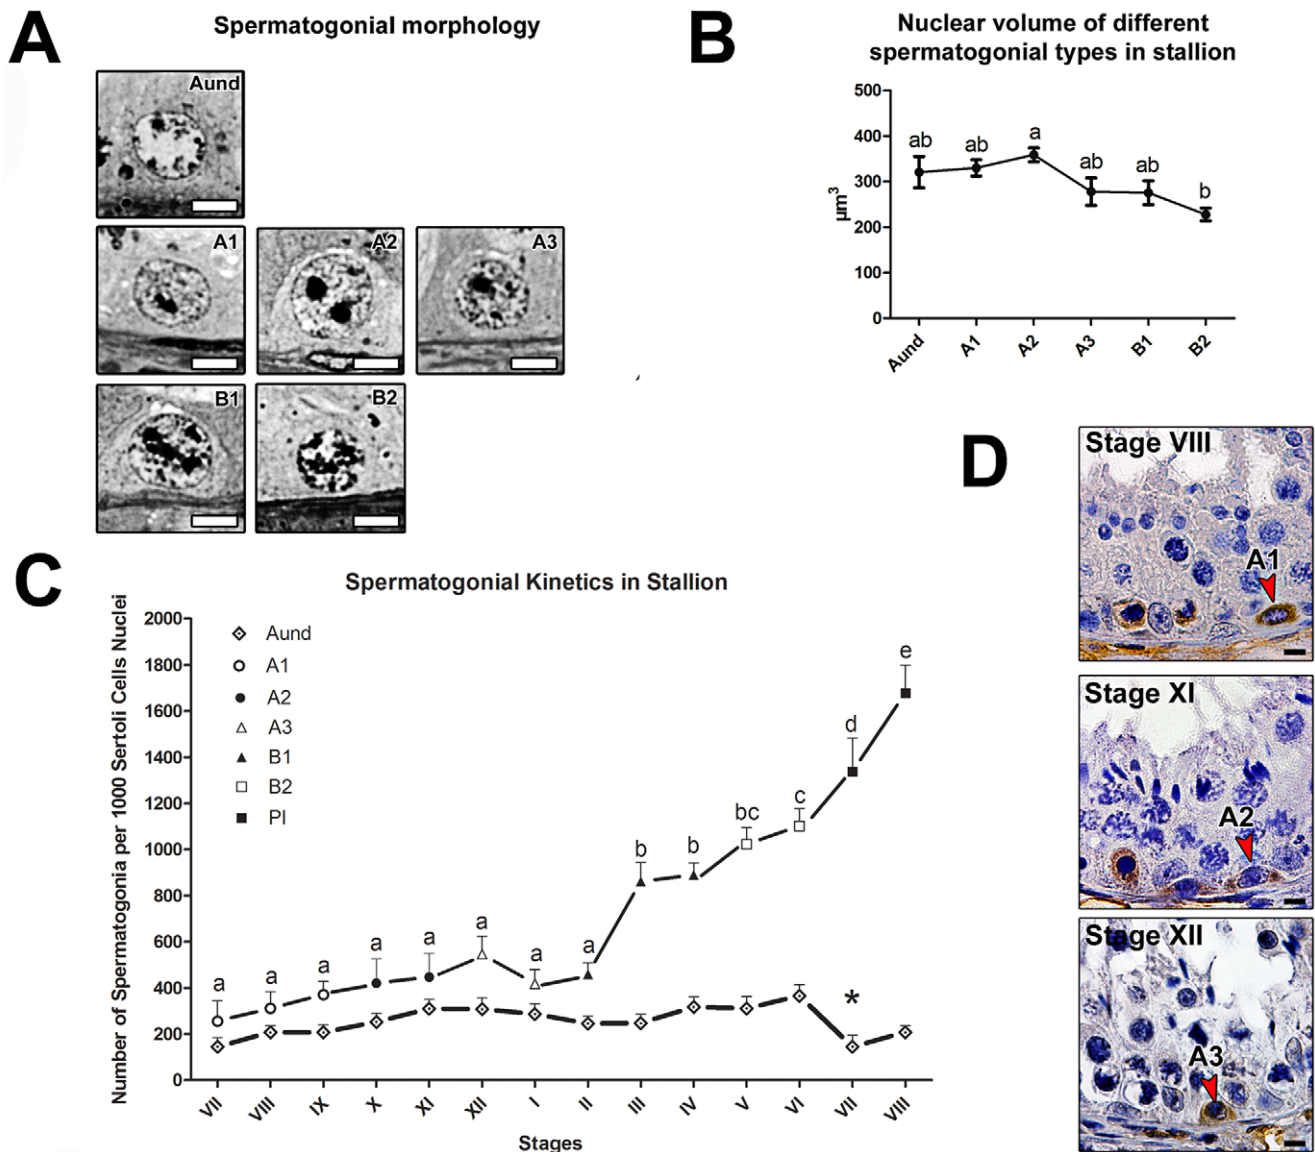 A
Spermatogonial morphology
Aund
A1
A2
A3
B1
B2
B
Nuclear volume of different
spermatogonial types in stallion
500
400
300
200
100
0
µm³
ab
ab
a
ab
ab
b
Aund
A1
A2
A3
B1
B2
C
Spermatogonial Kinetics in Stallion
Number of Spermatogonia per 1000 Sertoli Cells Nuclei
2000
1800
1600
1400
1200
1000
800
600
400
200
0
Aund
A1
A2
A3
B1
B2
Pl
a
a
a
a
a
a
a
a
b
b
bc
c
d
e
*
VII
VIII
IX
X
XI
XII
I
II
III
IV
V
VI
VII
VIII
Stages
D
Stage VIII
A1
Stage XI
A2
Stage XII
A3